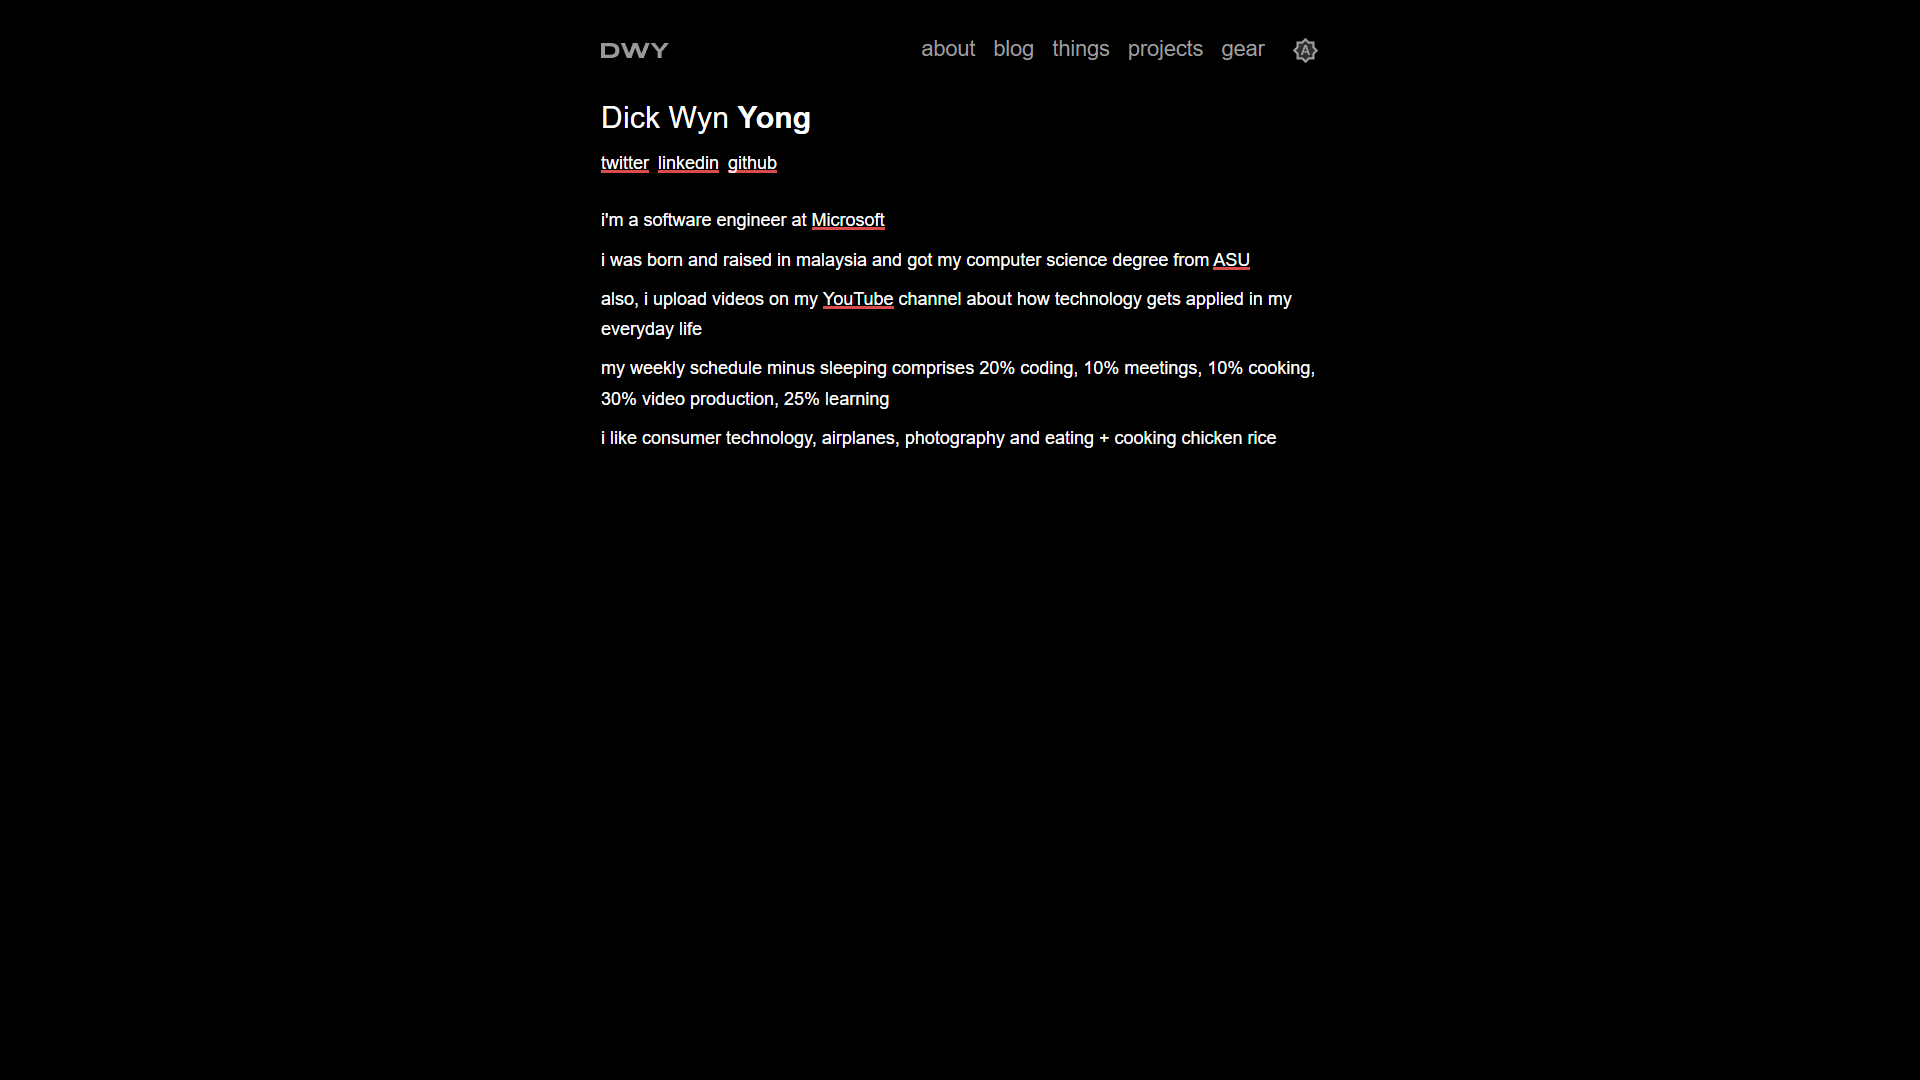 DWY
about blog things projects gear
A
Dick Wyn Yong
twitter linkedin github
i'm a software engineer at Microsoft
i was born and raised in malaysia and got my computer science degree from ASU
also, i upload videos on my YouTube channel about how technology gets applied in my
everyday life
my weekly schedule minus sleeping comprises 20% coding, 10% meetings, 10% cooking,
30% video production, 25% learning
i like consumer technology, airplanes, photography and eating + cooking chicken rice